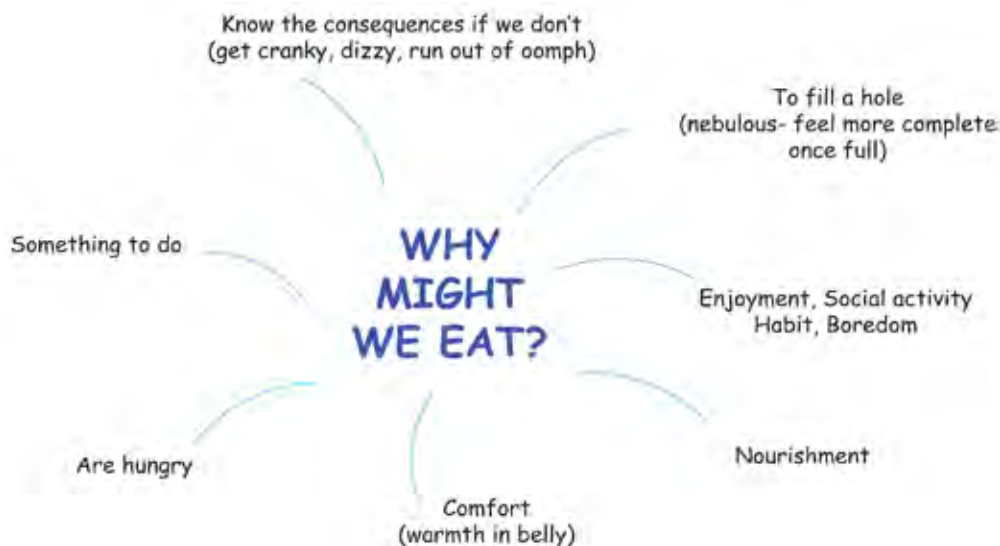 Know the consequences if we don't
(get cranky, dizzy, run out of oomph)
To fill a hole
(nebulous- feel more complete
once full)
Something to do
WHY
MIGHT
WE EAT?
Enjoyment, Social activity
Habit, Boredom
Are hungry
Nourishment
Comfort
(warmth in belly)